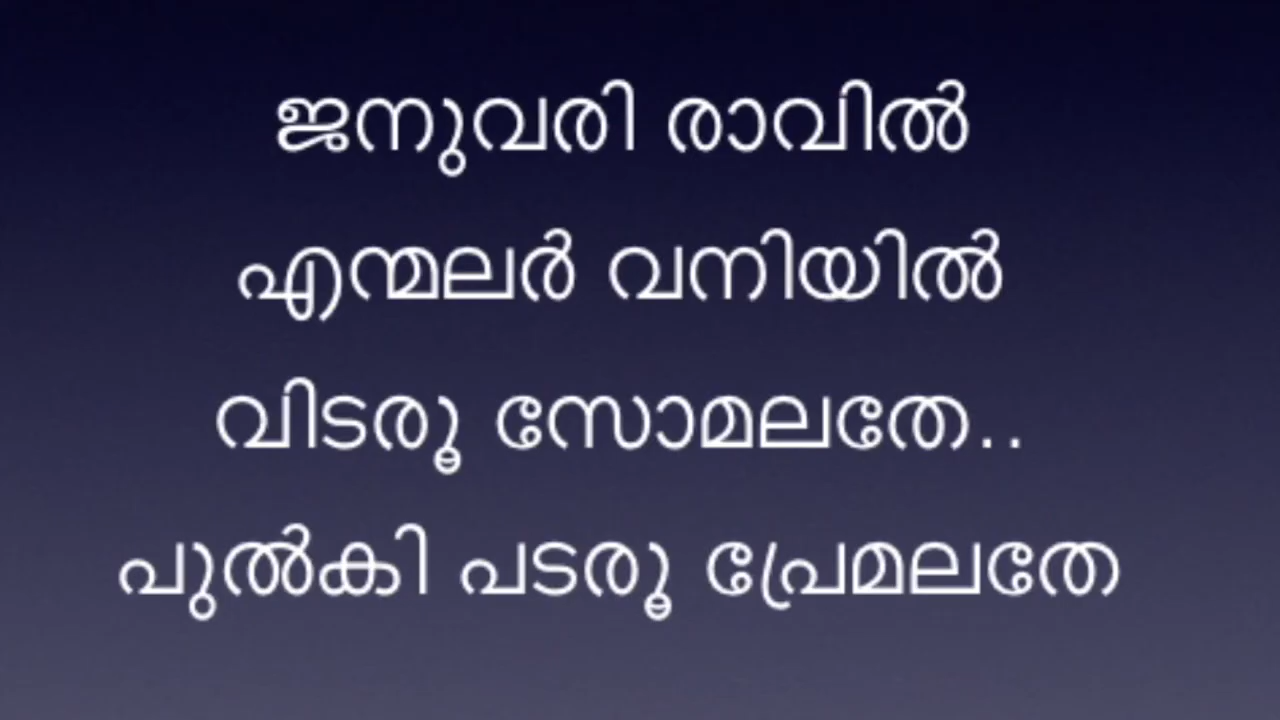 ജനുവരി രാവിൽ
എന്മലർ വനിയിൽ
വിടരൂ സോമലതേ..
പുൽകി പടരൂ പ്രേമലതേ